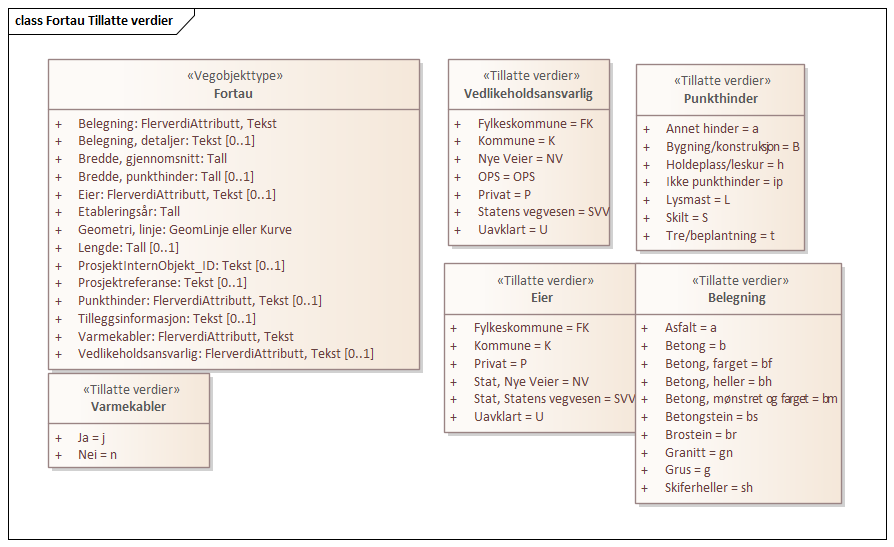 class Fortau Tillatte verdier
«Vegobjekttype»
Fortau
+ Belegning: FlerverdiAttributt, Tekst
+ Belegning, detaljer: Tekst [0..1]
+ Bredde, gjennomsnitt: Tall
+ Bredde, punkthinder: Tall [0..1]
+ Eier: FlerverdiAttributt, Tekst [0..1]
+ Etableringsår: Tall
+ Geometri, linje: GeomLinje eller Kurve
+ Lengde: Tall [0..1]
+ ProsjektInternObjekt_ID: Tekst [0..1]
+ Prosjektreferanse: Tekst [0..1]
+ Punkthinder: FlerverdiAttributt, Tekst [0..1]
+ Tilleggsinformasjon: Tekst [0..1]
+ Varmekabler: FlerverdiAttributt, Tekst
+ Vedlikeholdsansvarlig: FlerverdiAttributt, Tekst [0..1]
«Tillatte verdier»
Varmekabler
+ Ja = j
+ Nei = n
«Tillatte verdier»
Vedlikeholdsansvarlig
+ Fylkeskommune = FK
+ Kommune = K
+ Nye Veier = NV
+ OPS = OPS
+ Privat = P
+ Statens vegvesen = SVV
+ Uavklart = U
«Tillatte verdier»
Punkthinder
+ Annet hinder = a
+ Bygning/konstruksjon = B
+ Holdeplass/leskur = h
+ Ikke punkthinder = ip
+ Lysmast = L
+ Skilt = S
+ Tre/beplantning = t
«Tillatte verdier»
Eier
+ Fylkeskommune = FK
+ Kommune = K
+ Privat = P
+ Stat, Nye Veier = NV
+ Stat, Statens vegvesen = SVV
+ Uavklart = U
«Tillatte verdier»
Belegning
+ Asfalt = a
+ Betong = b
+ Betong, farget = bf
+ Betong, heller = bh
+ Betong, mønstret og farget = bm
+ Betongstein = bs
+ Brostein = br
+ Granitt = gn
+ Grus = g
+ Skiferheller = sh